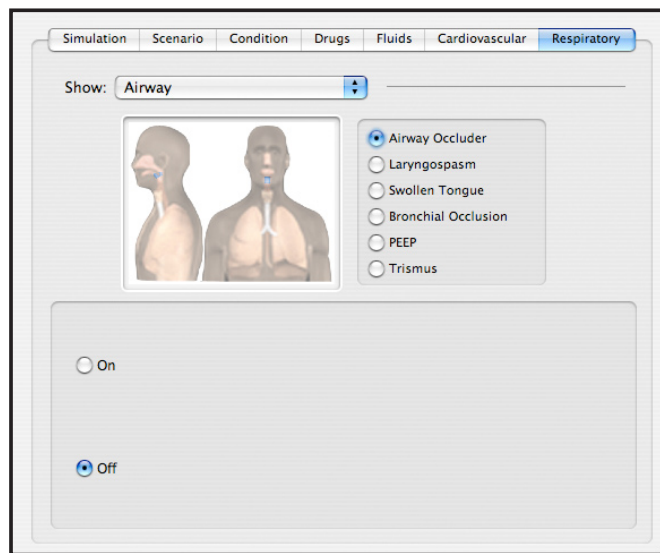 Simulation Scenario Condition Drugs Fluids Cardiovascular Respiratory
Show: Airway
Airway Occluder
Laryngospasm
Swollen Tongue
Bronchial Occlusion
PEEP
Trismus
On
Off